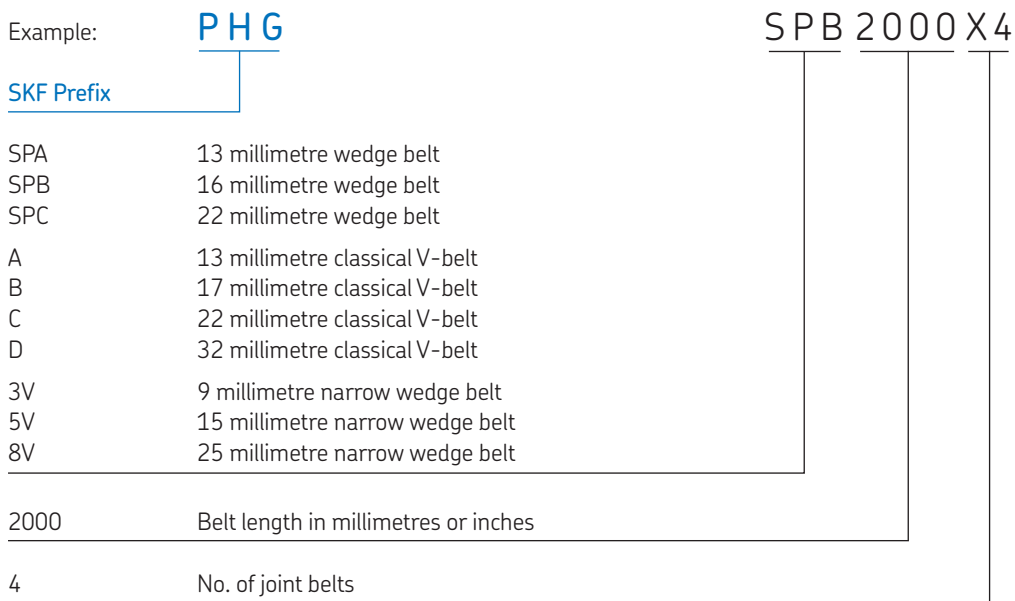 Example: PHG SPB2000X4
SKF Prefix
SPA 13 millimetre wedge belt
SPB 16 millimetre wedge belt
SPC 22 millimetre wedge belt
A 13 millimetre classical V-belt
B 17 millimetre classical V-belt
C 22 millimetre classical V-belt
D 32 millimetre classical V-belt
3V 9 millimetre narrow wedge belt
5V 15 millimetre narrow wedge belt
8V 25 millimetre narrow wedge belt
2000 Belt length in millimetres or inches
4 No. of joint belts